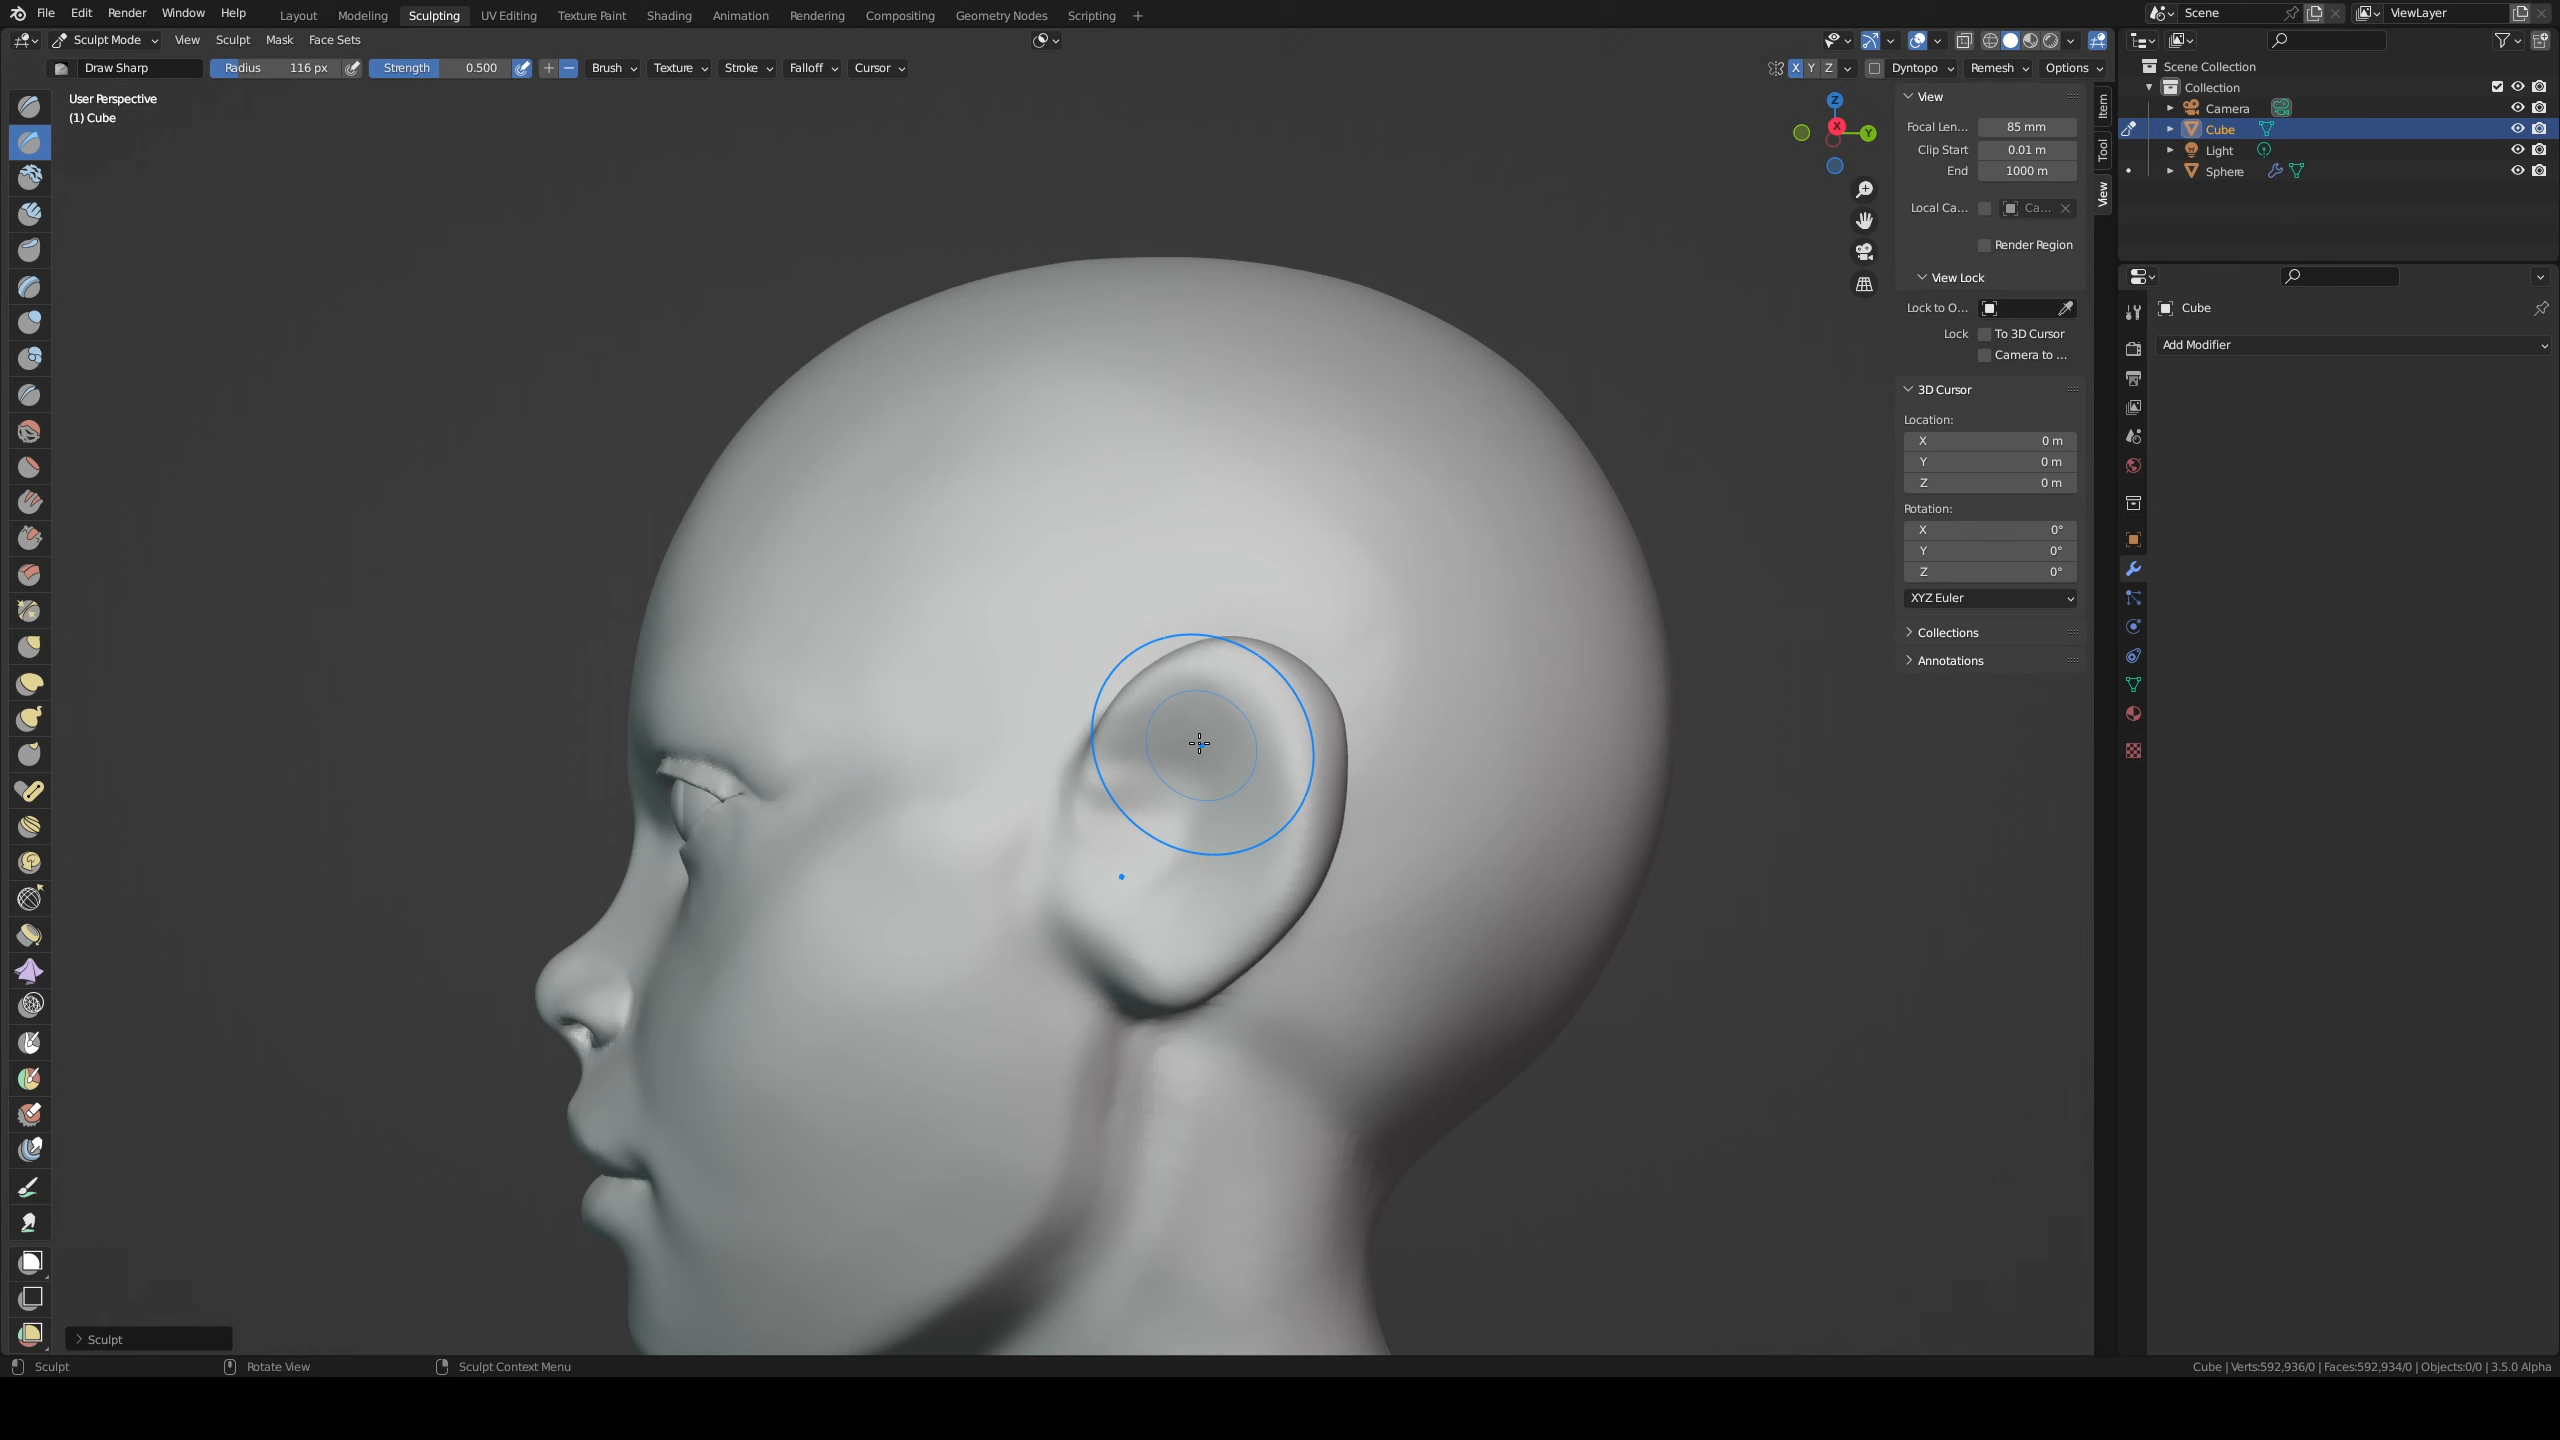 File Edit Render Window Help Layout Modeling Sculpting UV Editing Texture Paint Shading Animation Rendering Compositing Geometry Nodes Scripting + Scene ViewLayer
Sculpt Mode View Sculpt Mask Face Sets
Draw Sharp Radius 116 px Strength 0.500 Brush Texture Stroke Falloff Cursor X Y Z Dyntopo Remesh Options
User Perspective
(1) Cube
Z
X
Y
View
Focal Len... 85 mm
Clip Start 0.01 m
End 1000 m
Local Ca... Ca...
Render Region
View Lock
Lock to O...
Lock To 3D Cursor
Camera to ...
3D Cursor
Location:
X 0 m
Y 0 m
Z 0 m
Rotation:
X 0°
Y 0°
Z 0°
XYZ Euler
Collections
Annotations
Item
Tool
View
Scene Collection
Collection
Camera
Cube
Light
Sphere
Cube
Add Modifier
Sculpt
Sculpt Rotate View Sculpt Context Menu Cube | Verts:592,936/0 | Faces:592,934/0 | Objects:0/0 | 3.5.0 Alpha